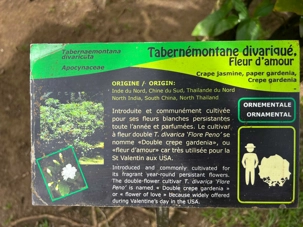 Tabernaemontana
divaricata
Apocynaceae
Tabernémontane divariqué,
Fleur d'amour
Crape jasmine, paper gardenia,
Crepe gardenia
ORIGINE / ORIGIN:
Inde du Nord, Chine du Sud, Thaïlande du Nord
North India, South China, North Thailand
ORNEMENTALE
ORNAMENTAL
Introduite et communément cultivée
pour ses fleurs blanches persistantes
toute l'année et parfumées. Le cultivar
à fleur double T. divarica 'Flore Peno' se
nomme «Double crepe gardenia», ou
«fleur d'amour» car très utilisée pour la
St Valentin aux USA.
Introduced and commonly cultivated for
its fragrant year-round persistent flowers.
The double-flower cultivar T. divarica 'Flore
Peno' is named « Double crepe gardenia »
or « flower of love » Because widely offered
during Valentine's day in the USA.